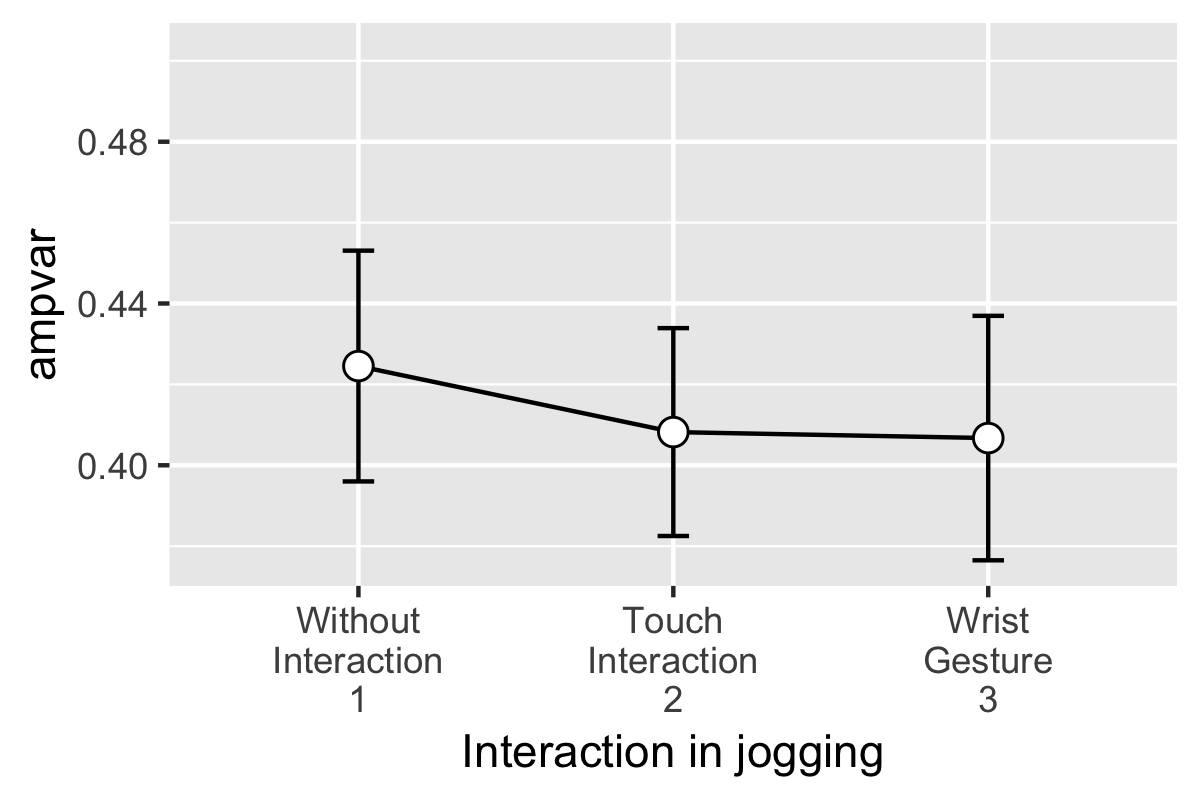 0.48
0.44
0.40
ampvar
Without
Interaction
1
Touch
Interaction
2
Wrist
Gesture
3
Interaction in jogging